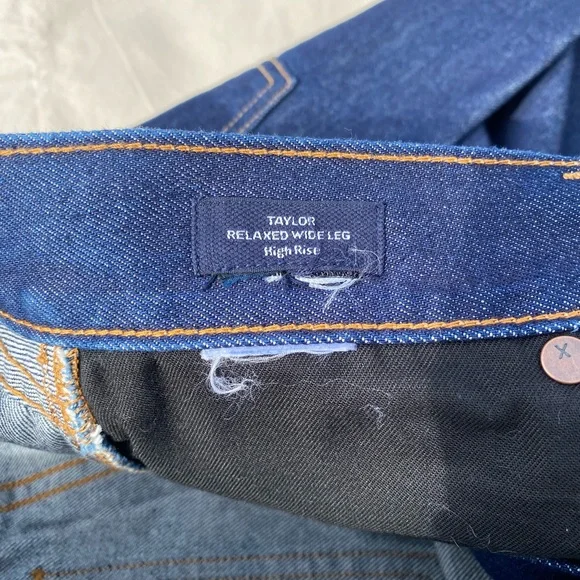 TAYLOR
RELAXED WIDE LEG
High Rise